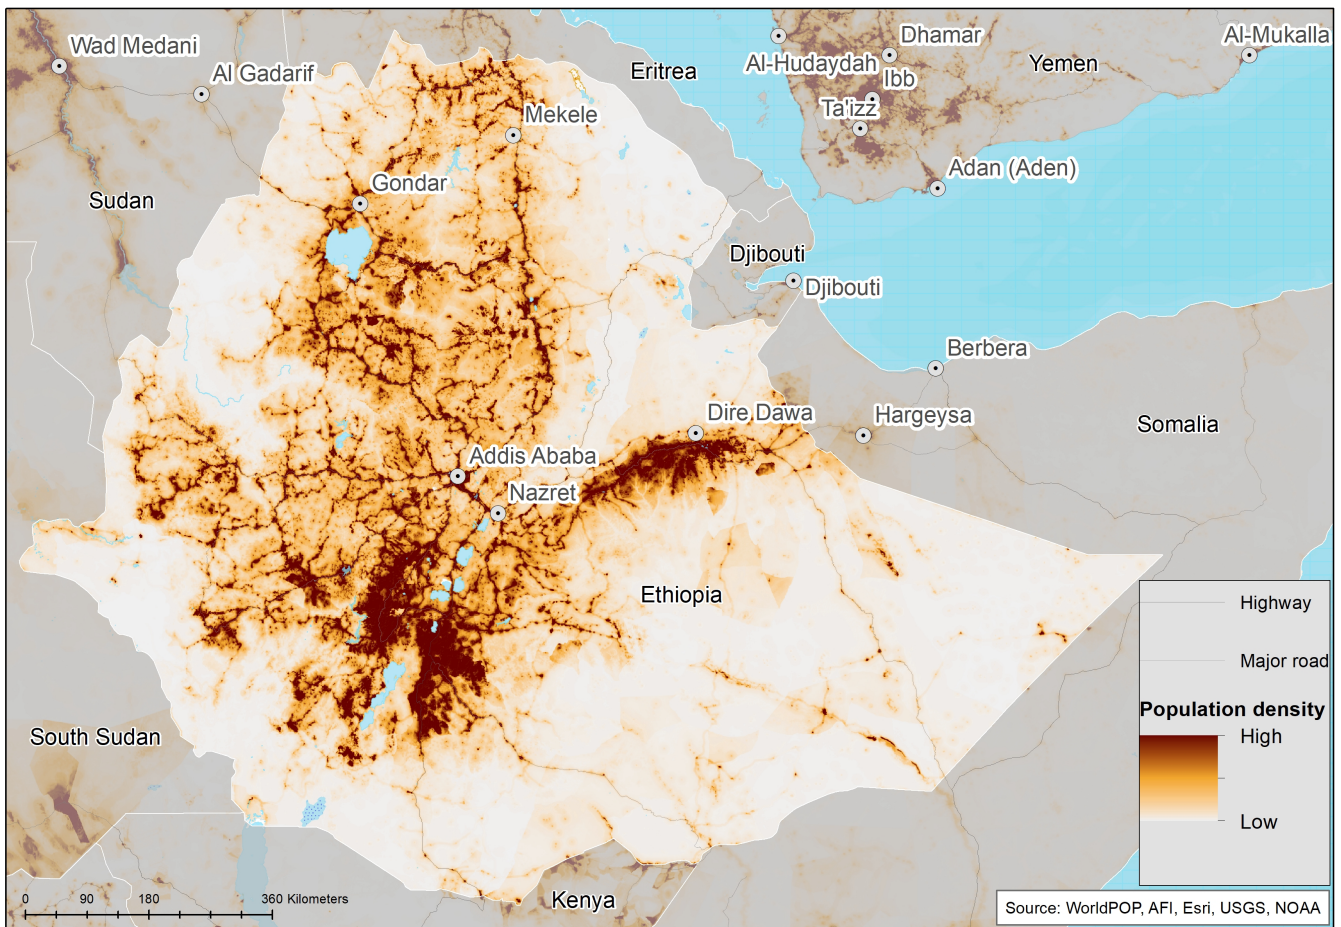 Wad Medani
Al Gadarif
Eritrea
Dhamar
Al-Hudaydah
Ibb
Ta'izz
Yemen
Al-Mukalla
Mekele
Adan (Aden)
Sudan
Gondar
Djibouti
Djibouti
Berbera
Dire Dawa
Hargeysa
Somalia
Addis Ababa
Nazret
Ethiopia
South Sudan
Kenya
Highway
Major road
Population density
High
Low
0 90 180 360 Kilometers
Source: WorldPOP, AFI, Esri, USGS, NOAA